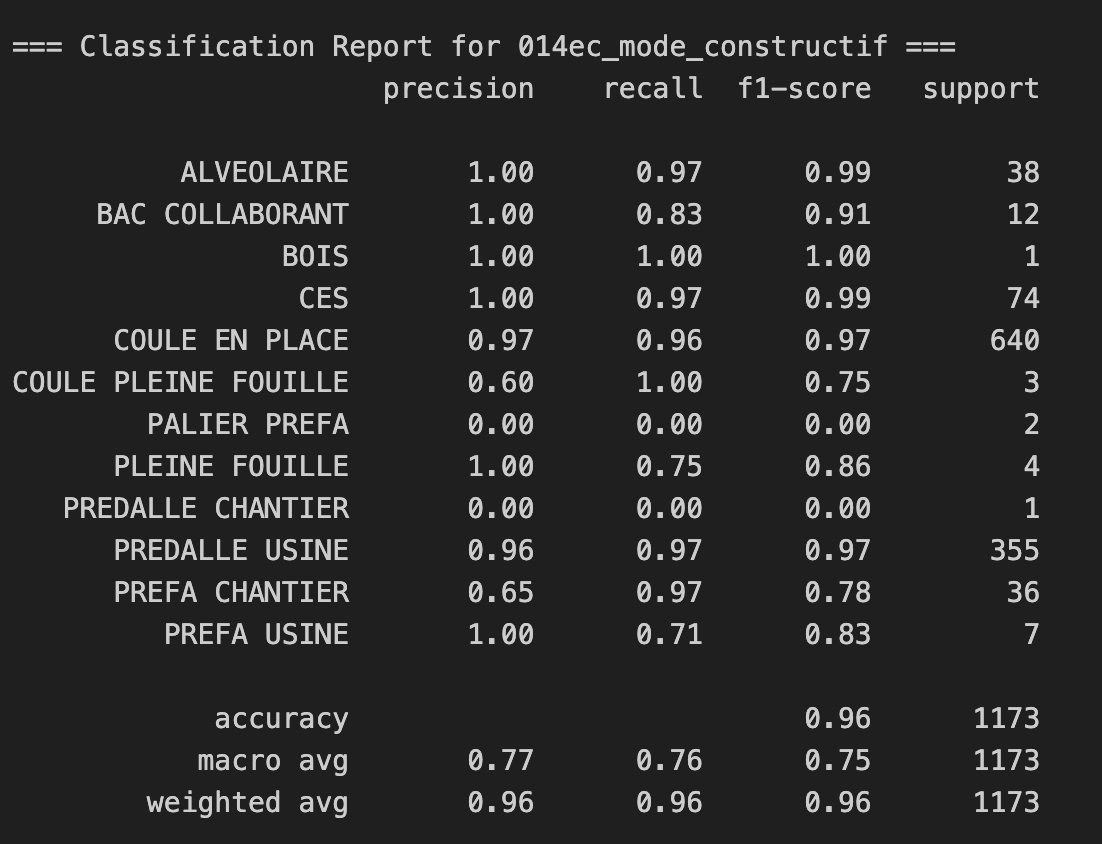 === Classification Report for 014ec_mode_constructif ===
precision recall f1-score support
ALVEOLAIRE 1.00 0.97 0.99 38
BAC COLLABORANT 1.00 0.83 0.91 12
BOIS 1.00 1.00 1.00 1
CES 1.00 0.97 0.99 74
COULE EN PLACE 0.97 0.96 0.97 640
COULE PLEINE FOUILLE 0.60 1.00 0.75 3
PALIER PREFA 0.00 0.00 0.00 2
PLEINE FOUILLE 1.00 0.75 0.86 4
PREDALLE CHANTIER 0.00 0.00 0.00 1
PREDALLE USINE 0.96 0.97 0.97 355
PREFA CHANTIER 0.65 0.97 0.78 36
PREFA USINE 1.00 0.71 0.83 7
accuracy 0.96 1173
macro avg 0.77 0.76 0.75 1173
weighted avg 0.96 0.96 0.96 1173